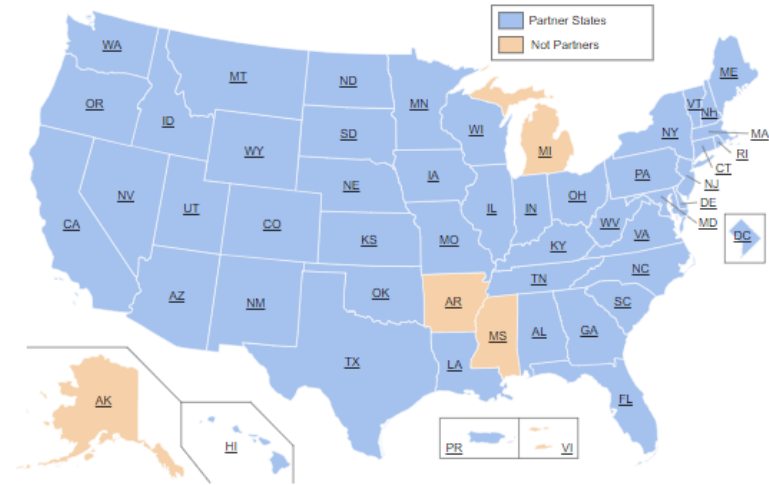 Partner States
Not Partners
WA
MT
ND
MN
ME
VT
NH
OR
ID
SD
WI
NY
MA
MI
RI
WY
CT
IA
PA
NJ
NE
NV
UT
IL
IN
OH
DE
CA
CO
WV
MD
KS
MO
VA
DC
KY
NC
TN
AZ
NM
OK
AR
SC
MS
AL
GA
TX
LA
AK
FL
HI
PR
VI